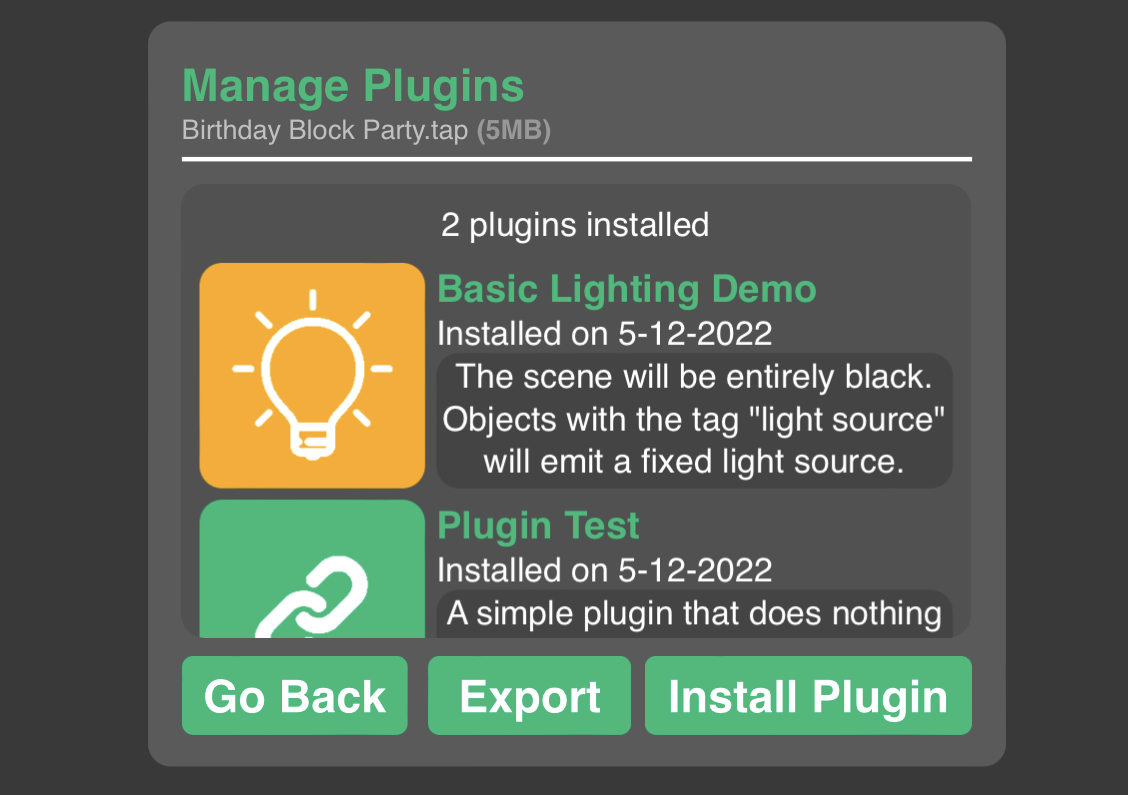 Manage Plugins
Birthday Block Party.tap (5MB)
2 plugins installed
Basic Lighting Demo
Installed on 5-12-2022
The scene will be entirely black.
Objects with the tag "light source"
will emit a fixed light source.
Plugin Test
Installed on 5-12-2022
A simple plugin that does nothing
Go Back
Export
Install Plugin